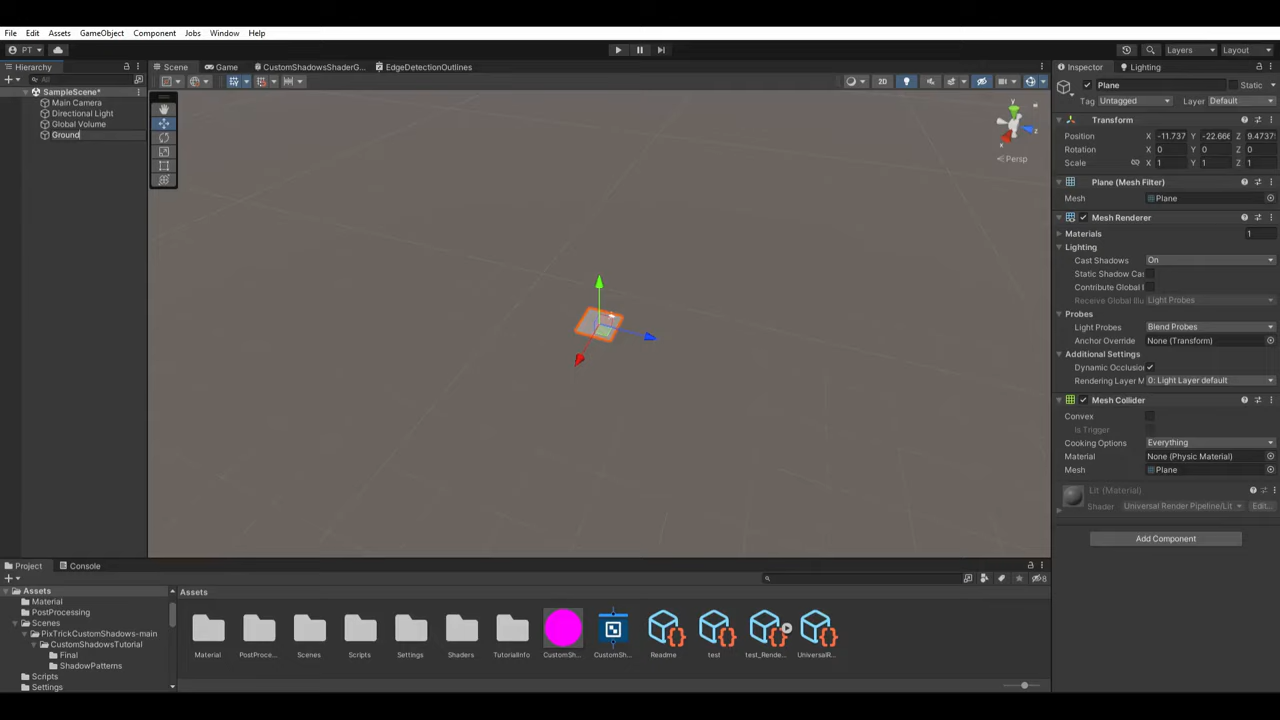 File Edit Assets GameObject Component Jobs Window Help
PT
Layers Layout
Hierarchy
All
SampleScene*
Main Camera
Directional Light
Global Volume
Ground
Scene Game CustomShadowsShaderG... EdgeDetectionOutlines
2D
y
x
z
Persp
Inspector Lighting
Plane Static
Tag Untagged Layer Default
Transform
Position X -11.737 Y -22.666 Z 9.4737
Rotation X 0 Y 0 Z 0
Scale X 1 Y 1 Z 1
Plane (Mesh Filter)
Mesh Plane
Mesh Renderer
Materials 1
Lighting
Cast Shadows On
Static Shadow Cas
Contribute Global I
Receive Global Illu Light Probes
Probes
Light Probes Blend Probes
Anchor Override None (Transform)
Additional Settings
Dynamic Occlusion
Rendering Layer M 0: Light Layer default
Mesh Collider
Convex
Is Trigger
Cooking Options Everything
Material None (Physic Material)
Mesh Plane
Lit (Material)
Shader Universal Render Pipeline/Lit Edit...
Add Component
Project Console
8
Assets
Material
PostProcessing
Scenes
PixTrickCustomShadows-main
CustomShadowsTutorial
Final
ShadowPatterns
Scripts
Settings
Assets
Material PostProce... Scenes Scripts Settings Shaders TutorialInfo CustomSh... CustomSh... Readme test test_Rende... UniversalR...